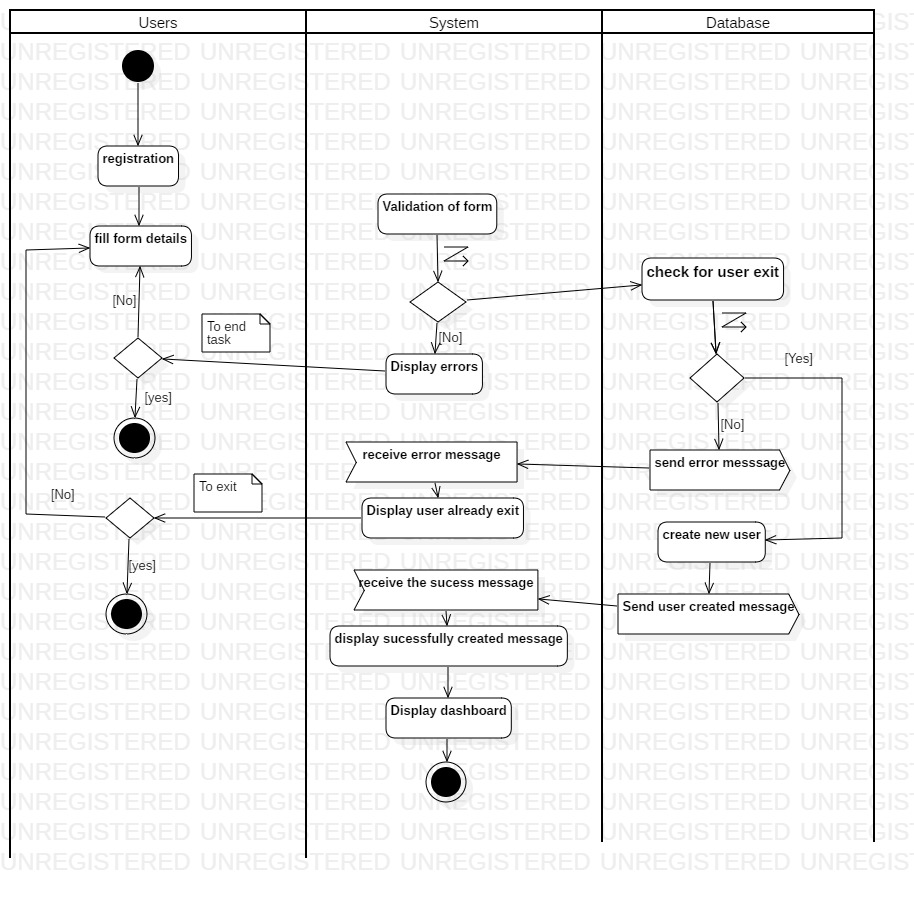 Users
System
Database
registration
fill form details
[No]
To end
task
[yes]
[No]
To exit
[yes]
Validation of form
[No]
Display errors
receive error message
Display user already exit
receive the sucess message
display sucessfully created message
Display dashboard
check for user exit
[Yes]
[No]
send error messsage
create new user
Send user created message
UNREGISTERED